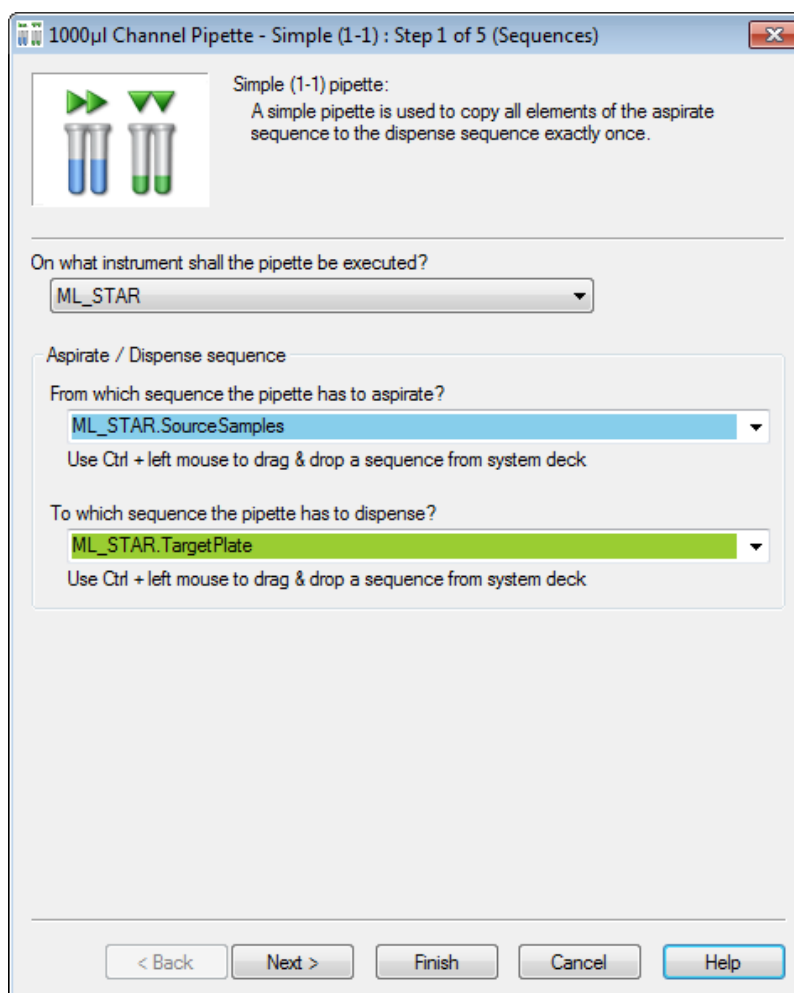 1000µl Channel Pipette - Simple (1-1) : Step 1 of 5 (Sequences)
Simple (1-1) pipette:
A simple pipette is used to copy all elements of the aspirate
sequence to the dispense sequence exactly once.
On what instrument shall the pipette be executed?
ML_STAR
Aspirate / Dispense sequence
From which sequence the pipette has to aspirate?
ML_STAR.SourceSamples
Use Ctrl + left mouse to drag & drop a sequence from system deck
To which sequence the pipette has to dispense?
ML_STAR.TargetPlate
Use Ctrl + left mouse to drag & drop a sequence from system deck
< Back Next > Finish Cancel Help